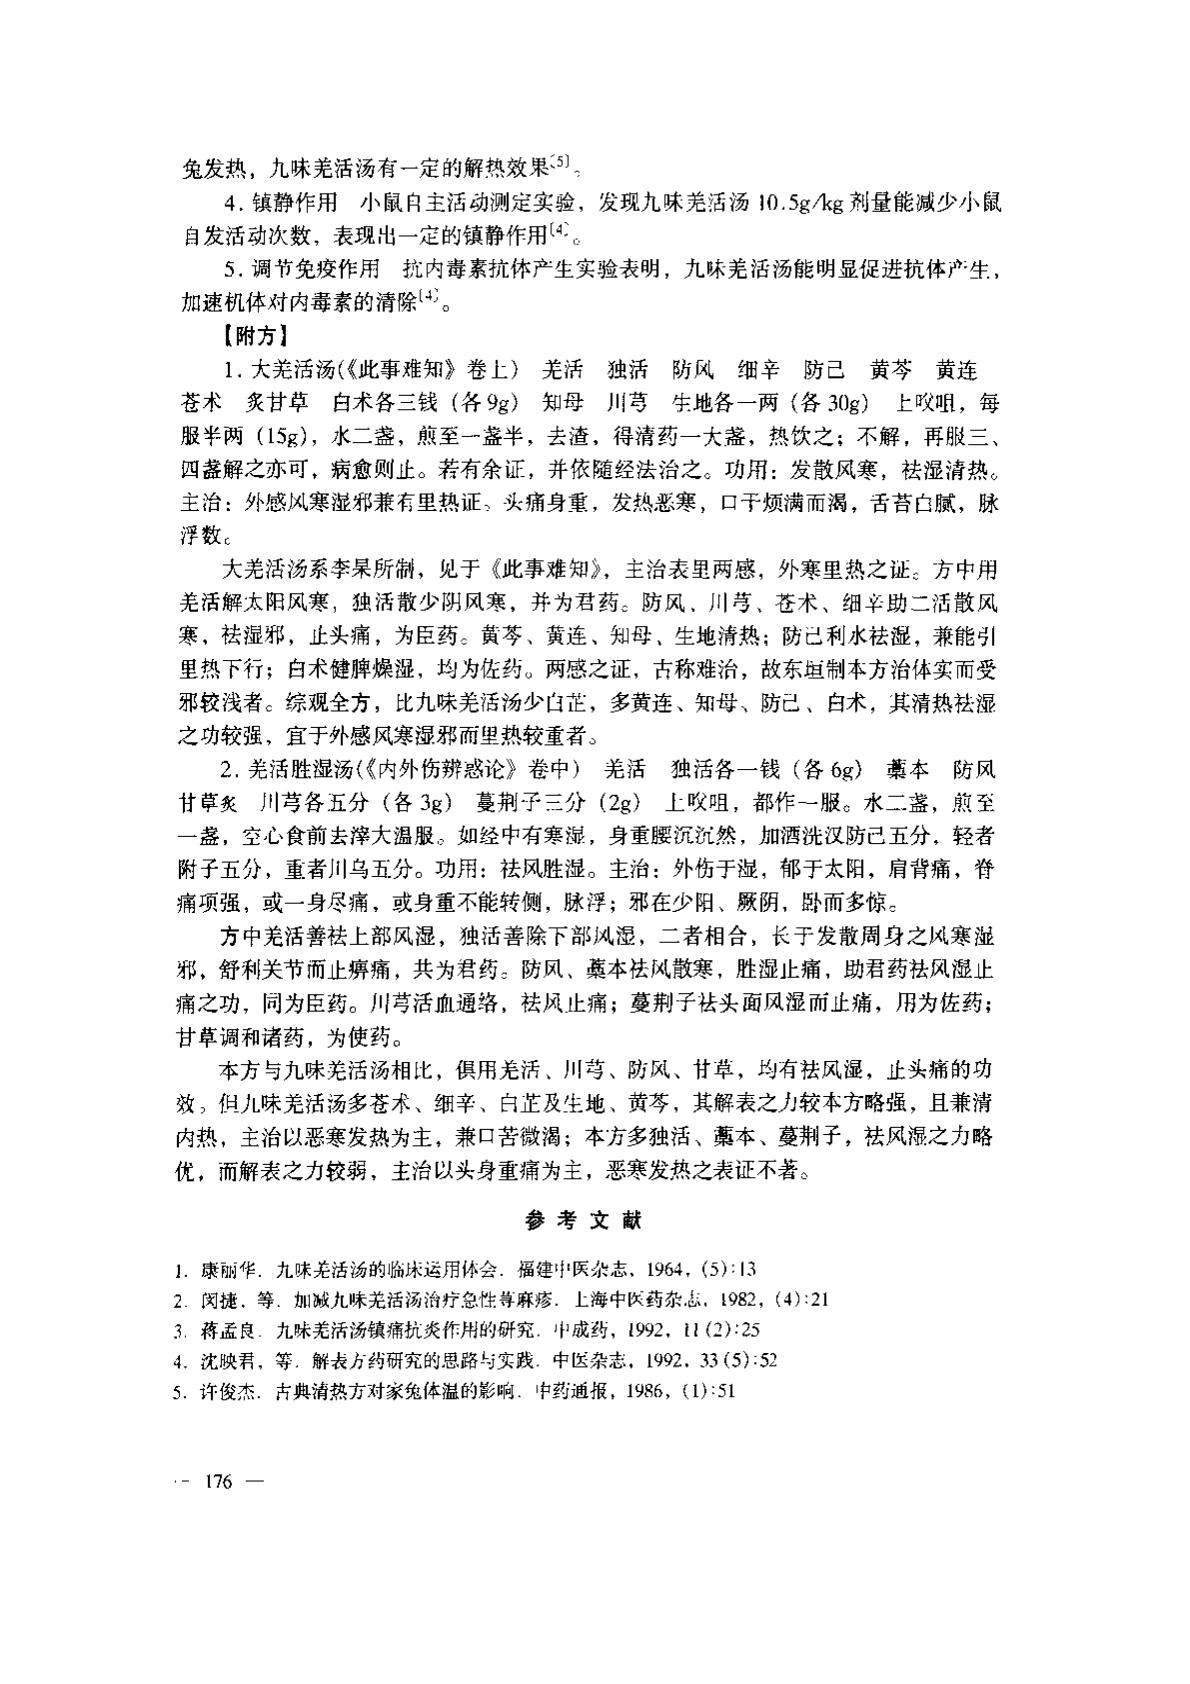 兔发热，九味羌活汤有一定的解热效果〔5〕。
4. 镇静作用　小鼠自主活动测定实验，发现九味羌活汤 10.5g/kg 剂量能减少小鼠
自发活动次数，表现出一定的镇静作用〔4〕。
5. 调节免疫作用　抗内毒素抗体产生实验表明，九味羌活汤能明显促进抗体产生，
加速机体对内毒素的清除〔4〕。
【附方】
1. 大羌活汤(《此事难知》卷上）　羌活　独活　防风　细辛　防己　黄芩　黄连
苍术　炙甘草　白术各三钱（各 9g）　知母　川芎　生地各一两（各 30g）　上㕮咀，每
服半两（15g），水二盏，煎至一盏半，去渣，得清药一大盏，热饮之；不解，再服三、
四盏解之亦可，病愈则止。若有余证，并依随经法治之。功用：发散风寒，祛湿清热。
主治：外感风寒湿邪兼有里热证。头痛身重，发热恶寒，口干烦满而渴，舌苔白腻，脉
浮数。
大羌活汤系李杲所制，见于《此事难知》，主治表里两感，外寒里热之证。方中用
羌活解太阳风寒，独活散少阴风寒，并为君药。防风、川芎、苍术、细辛助二活散风
寒，祛湿邪，止头痛，为臣药。黄芩、黄连、知母、生地清热；防己利水祛湿，兼能引
里热下行；白术健脾燥湿，均为佐药。两感之证，古称难治，故东垣制本方治体实而受
邪较浅者。综观全方，比九味羌活汤少白芷，多黄连、知母、防己、白术，其清热祛湿
之功较强，宜于外感风寒湿邪而里热较重者。
2. 羌活胜湿汤(《内外伤辨惑论》卷中）　羌活　独活各一钱（各 6g）　藁本　防风
甘草炙　川芎各五分（各 3g）　蔓荆子三分（2g）　上㕮咀，都作一服。水二盏，煎至
一盏，空心食前去滓大温服。如经中有寒湿，身重腰沉沉然，加酒洗汉防己五分，轻者
附子五分，重者川乌五分。功用：祛风胜湿。主治：外伤于湿，郁于太阳，肩背痛，脊
痛项强，或一身尽痛，或身重不能转侧，脉浮；邪在少阳、厥阴，卧而多惊。
方中羌活善祛上部风湿，独活善除下部风湿，二者相合，长于发散周身之风寒湿
邪，舒利关节而止痹痛，共为君药。防风、藁本祛风散寒，胜湿止痛，助君药祛风湿止
痛之功，同为臣药。川芎活血通络，祛风止痛；蔓荆子祛头面风湿而止痛，用为佐药；
甘草调和诸药，为使药。
本方与九味羌活汤相比，俱用羌活、川芎、防风、甘草，均有祛风湿，止头痛的功
效。但九味羌活汤多苍术、细辛、白芷及生地、黄芩，其解表之力较本方略强，且兼清
内热，主治以恶寒发热为主，兼口苦微渴；本方多独活、藁本、蔓荆子，祛风湿之力略
优，而解表之力较弱，主治以头身重痛为主，恶寒发热之表证不著。
参 考 文 献
1. 康丽华．九味羌活汤的临床运用体会．福建中医杂志，1964，(5):13
2. 闵捷，等．加减九味羌活汤治疗急性荨麻疹．上海中医药杂志，1982，(4):21
3. 蒋孟良．九味羌活汤镇痛抗炎作用的研究．中成药，1992，11 (2):25
4. 沈映君，等．解表方药研究的思路与实践．中医杂志，1992，33 (5):52
5. 许俊杰．古典清热方对家兔体温的影响．中药通报，1986，(1):51
— 176 —